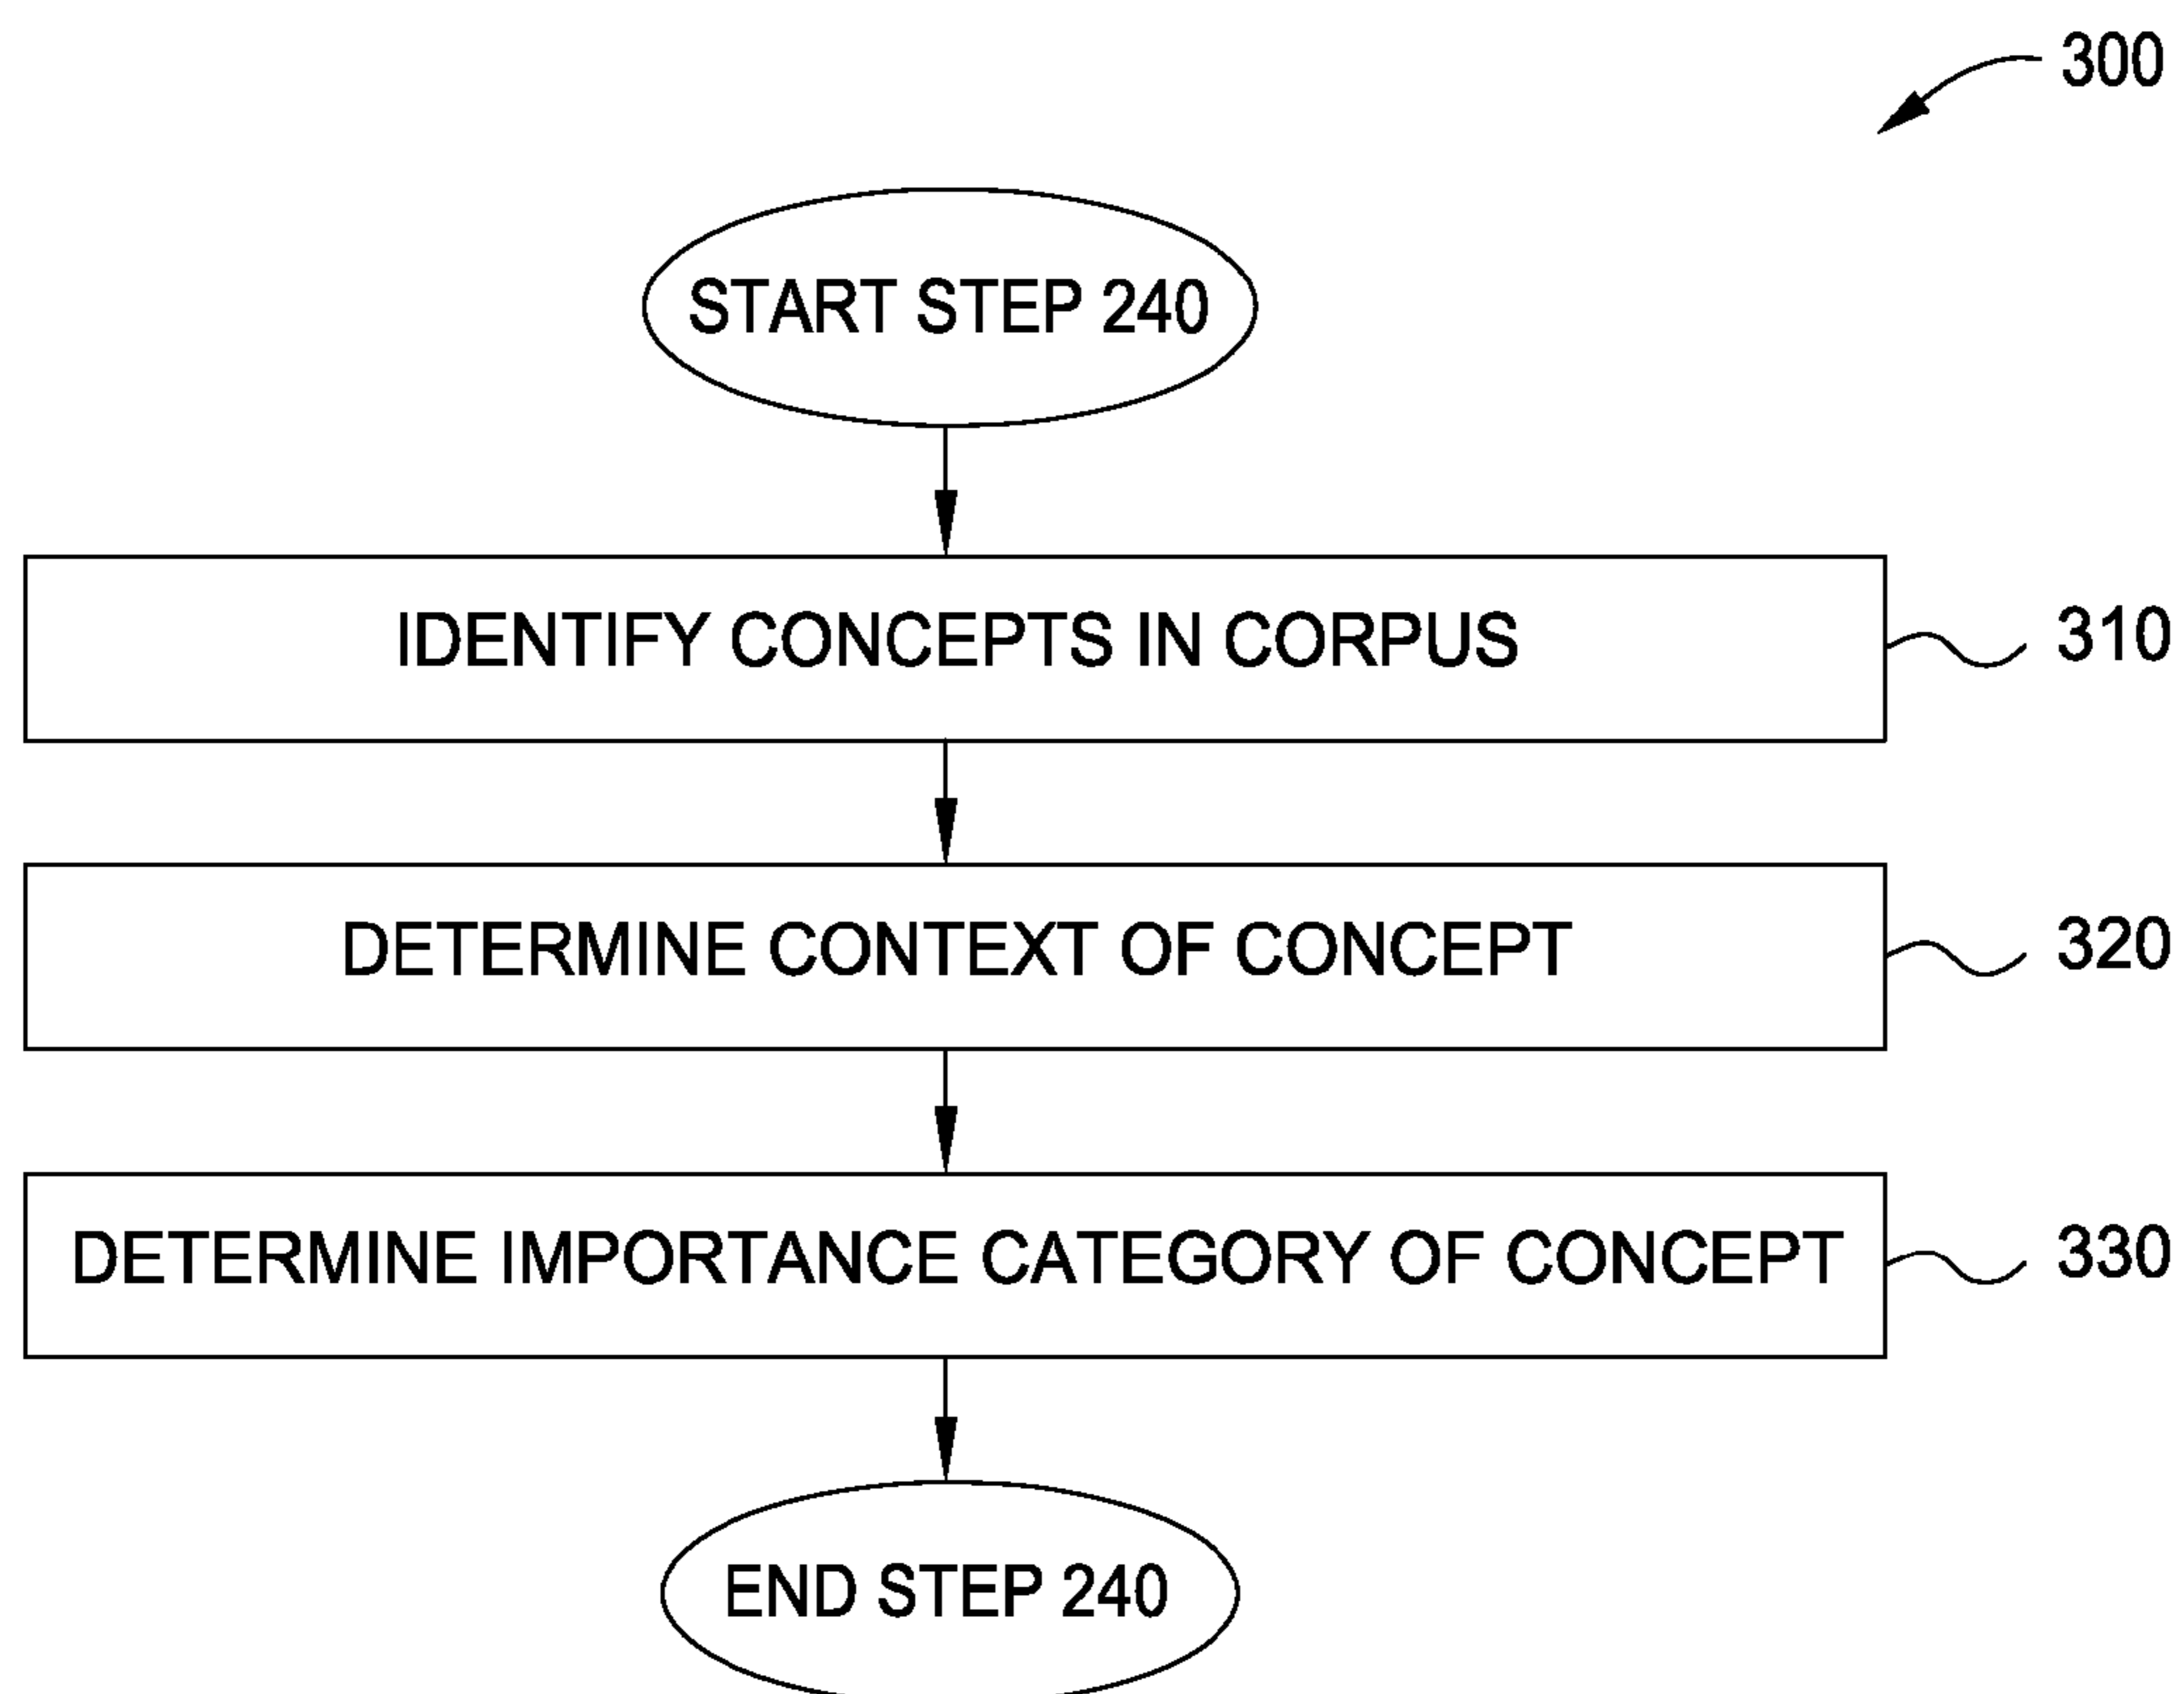 300
START STEP 240
IDENTIFY CONCEPTS IN CORPUS
310
DETERMINE CONTEXT OF CONCEPT
320
DETERMINE IMPORTANCE CATEGORY OF CONCEPT
330
END STEP 240